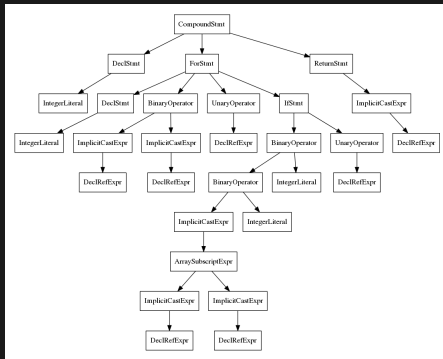 CompoundStmt
DeclStmt ForStmt ReturnStmt
IntegerLiteral DeclStmt BinaryOperator UnaryOperator IfStmt ImplicitCastExpr
IntegerLiteral ImplicitCastExpr ImplicitCastExpr DeclRefExpr BinaryOperator UnaryOperator DeclRefExpr
DeclRefExpr DeclRefExpr BinaryOperator IntegerLiteral DeclRefExpr
ImplicitCastExpr IntegerLiteral
ArraySubscriptExpr
ImplicitCastExpr ImplicitCastExpr
DeclRefExpr DeclRefExpr